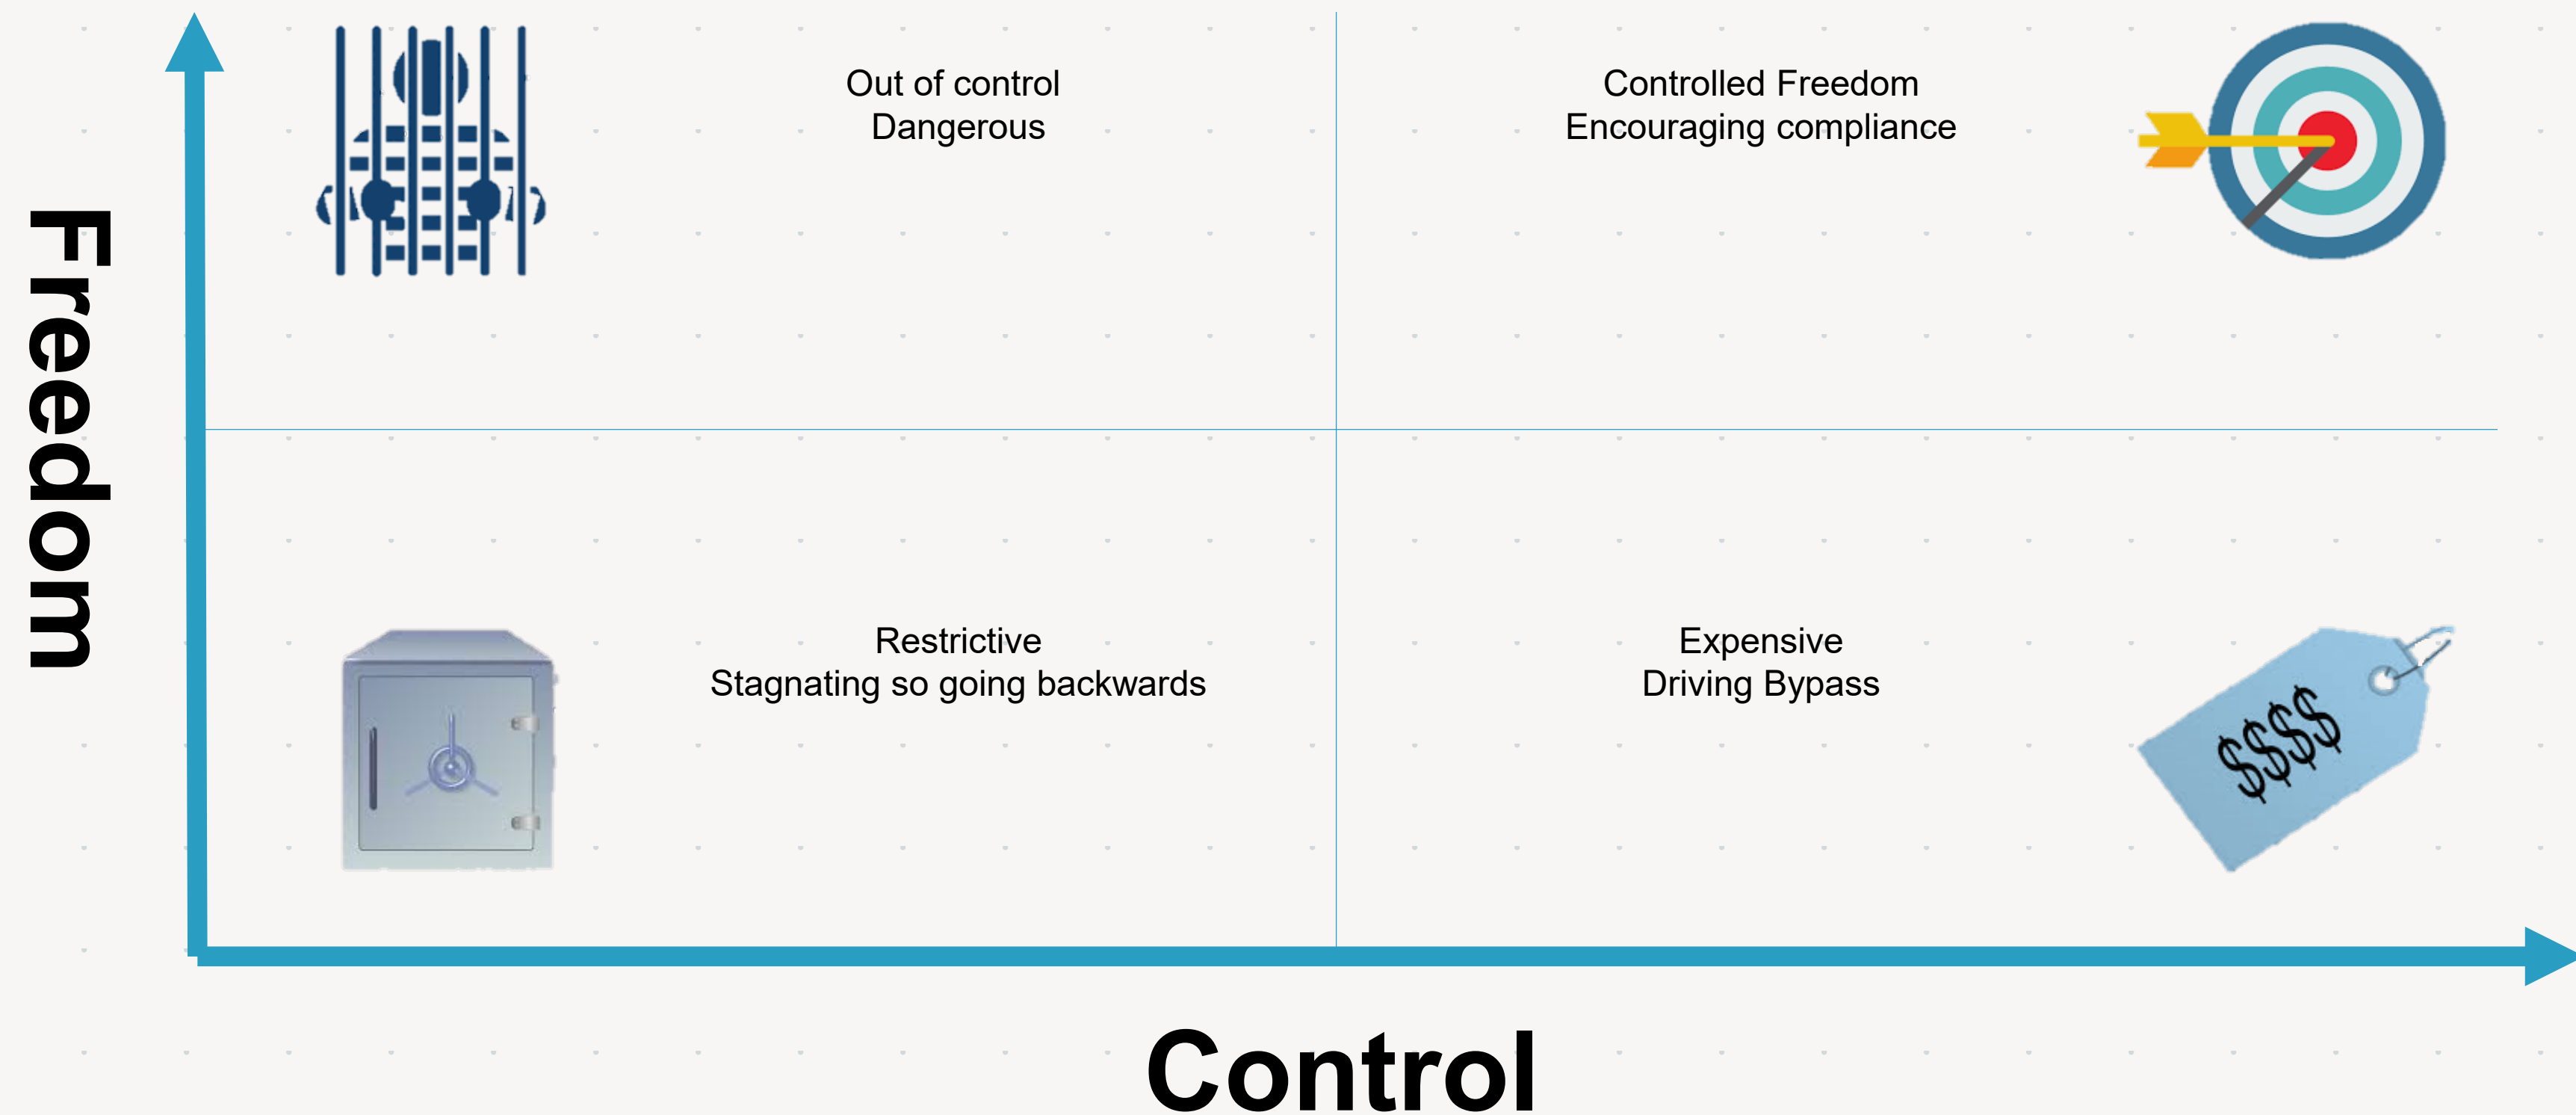 Freedom
Out of control
Dangerous
Controlled Freedom
Encouraging compliance
Restrictive
Stagnating so going backwards
Expensive
Driving Bypass
$$$$
Control